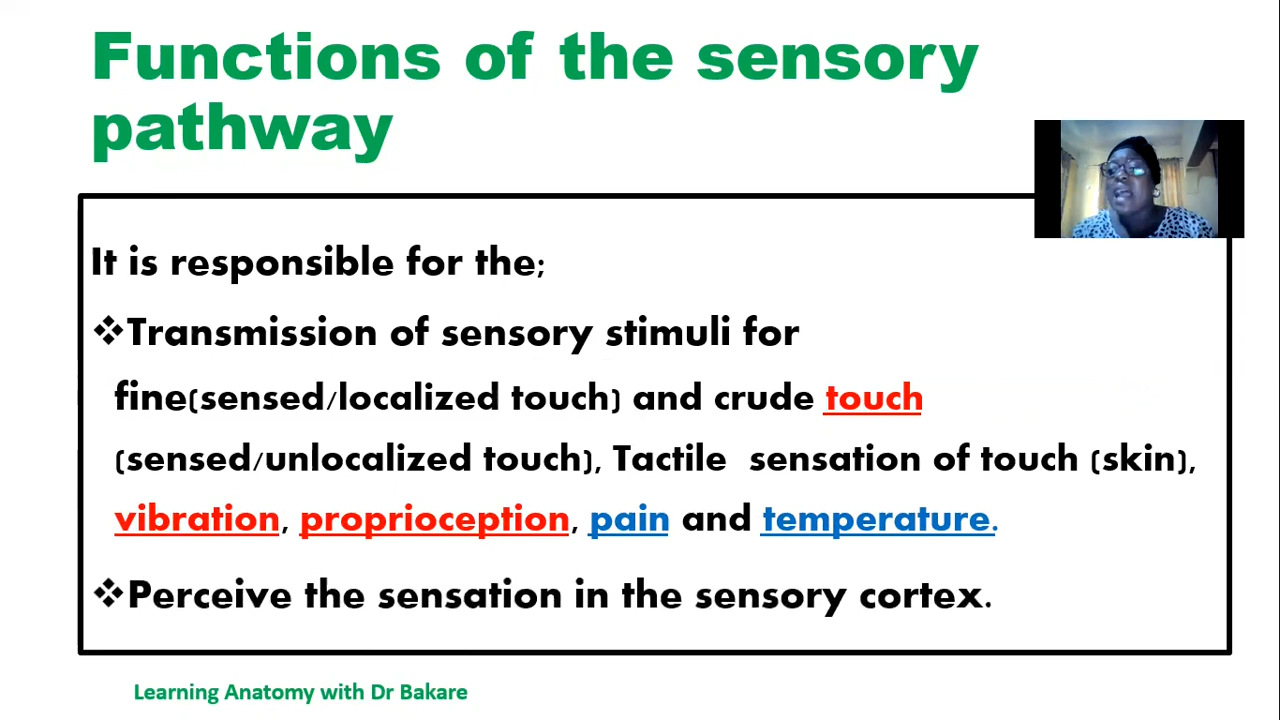 Functions of the sensory
pathway
It is responsible for the;
❖Transmission of sensory stimuli for
fine(sensed/localized touch) and crude touch
(sensed/unlocalized touch), Tactile sensation of touch (skin),
vibration, proprioception, pain and temperature.
❖Perceive the sensation in the sensory cortex.
Learning Anatomy with Dr Bakare